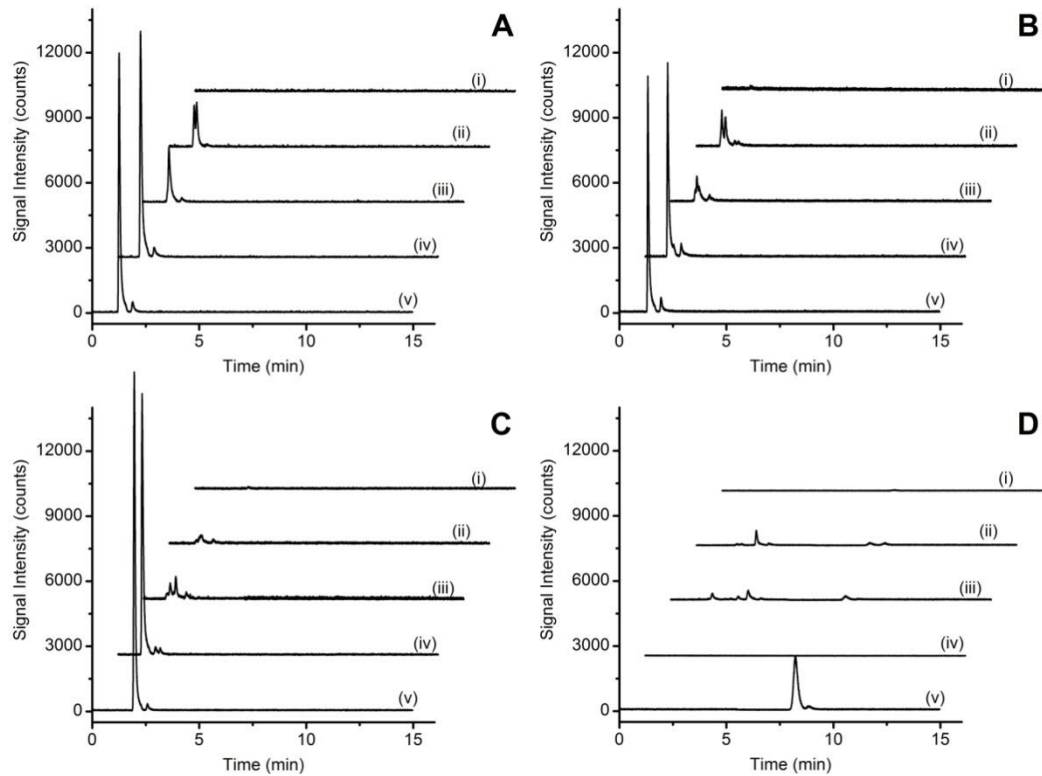 A
Signal Intensity (counts)
12000
9000
6000
3000
0
(i)
(ii)
(iii)
(iv)
(v)
0 5 10 15
Time (min)
B
Signal Intensity (counts)
12000
9000
6000
3000
0
(i)
(ii)
(iii)
(iv)
(v)
0 5 10 15
Time (min)
C
Signal Intensity (counts)
12000
9000
6000
3000
0
(i)
(ii)
(iii)
(iv)
(v)
0 5 10 15
Time (min)
D
Signal Intensity (counts)
12000
9000
6000
3000
0
(i)
(ii)
(iii)
(iv)
(v)
0 5 10 15
Time (min)